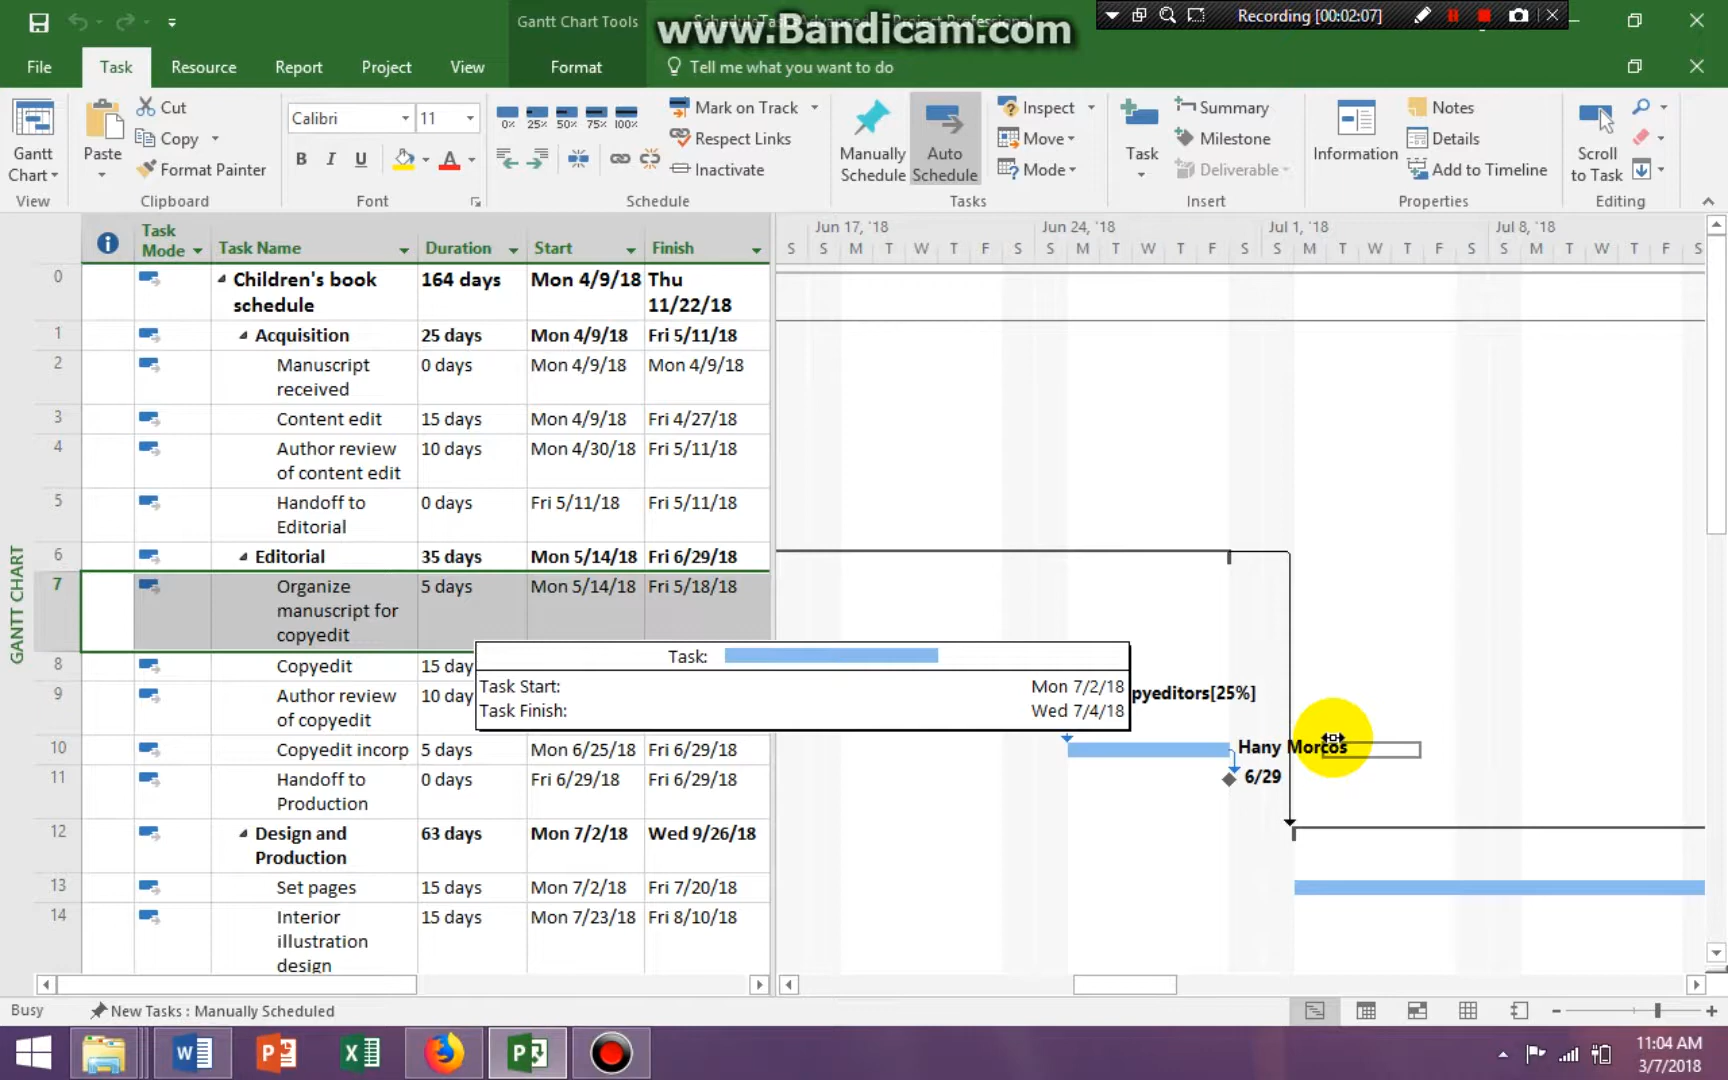 Gantt Chart Tools
www.Bandicam.com
Recording [00:02:07]
File
Task
Resource
Report
Project
View
Format
Tell me what you want to do
Gantt
Chart
View
Paste
Cut
Copy
Format Painter
Clipboard
Calibri
11
B I U
A
Font
0% 25% 50% 75% 100%
Mark on Track
Respect Links
Inactivate
Schedule
Manually
Schedule
Auto
Schedule
Inspect
Move
Mode
Tasks
Task
Summary
Milestone
Deliverable
Insert
Information
Notes
Details
Add to Timeline
Properties
Scroll
to Task
Editing
GANTT CHART
Task
Mode
Task Name
Duration
Start
Finish
Jun 17, '18
Jun 24, '18
Jul 1, '18
Jul 8, '18
S S M T W T F S S M T W T F S S M T W T F S S M T W T F S
0 Children's book 164 days Mon 4/9/18 Thu
schedule 11/22/18
1 Acquisition 25 days Mon 4/9/18 Fri 5/11/18
2 Manuscript 0 days Mon 4/9/18 Mon 4/9/18
received
3 Content edit 15 days Mon 4/9/18 Fri 4/27/18
4 Author review 10 days Mon 4/30/18 Fri 5/11/18
of content edit
5 Handoff to 0 days Fri 5/11/18 Fri 5/11/18
Editorial
6 Editorial 35 days Mon 5/14/18 Fri 6/29/18
7 Organize 5 days Mon 5/14/18 Fri 5/18/18
manuscript for
copyedit
8 Copyedit 15 day
9 Author review 10 day
of copyedit
Task:
Task Start: Mon 7/2/18
Task Finish: Wed 7/4/18
pyeditors[25%]
10 Copyedit incorp 5 days Mon 6/25/18 Fri 6/29/18
Hany Morcos
11 Handoff to 0 days Fri 6/29/18 Fri 6/29/18
Production
6/29
12 Design and 63 days Mon 7/2/18 Wed 9/26/18
Production
13 Set pages 15 days Mon 7/2/18 Fri 7/20/18
14 Interior 15 days Mon 7/23/18 Fri 8/10/18
illustration
design
Busy
New Tasks : Manually Scheduled
11:04 AM
3/7/2018